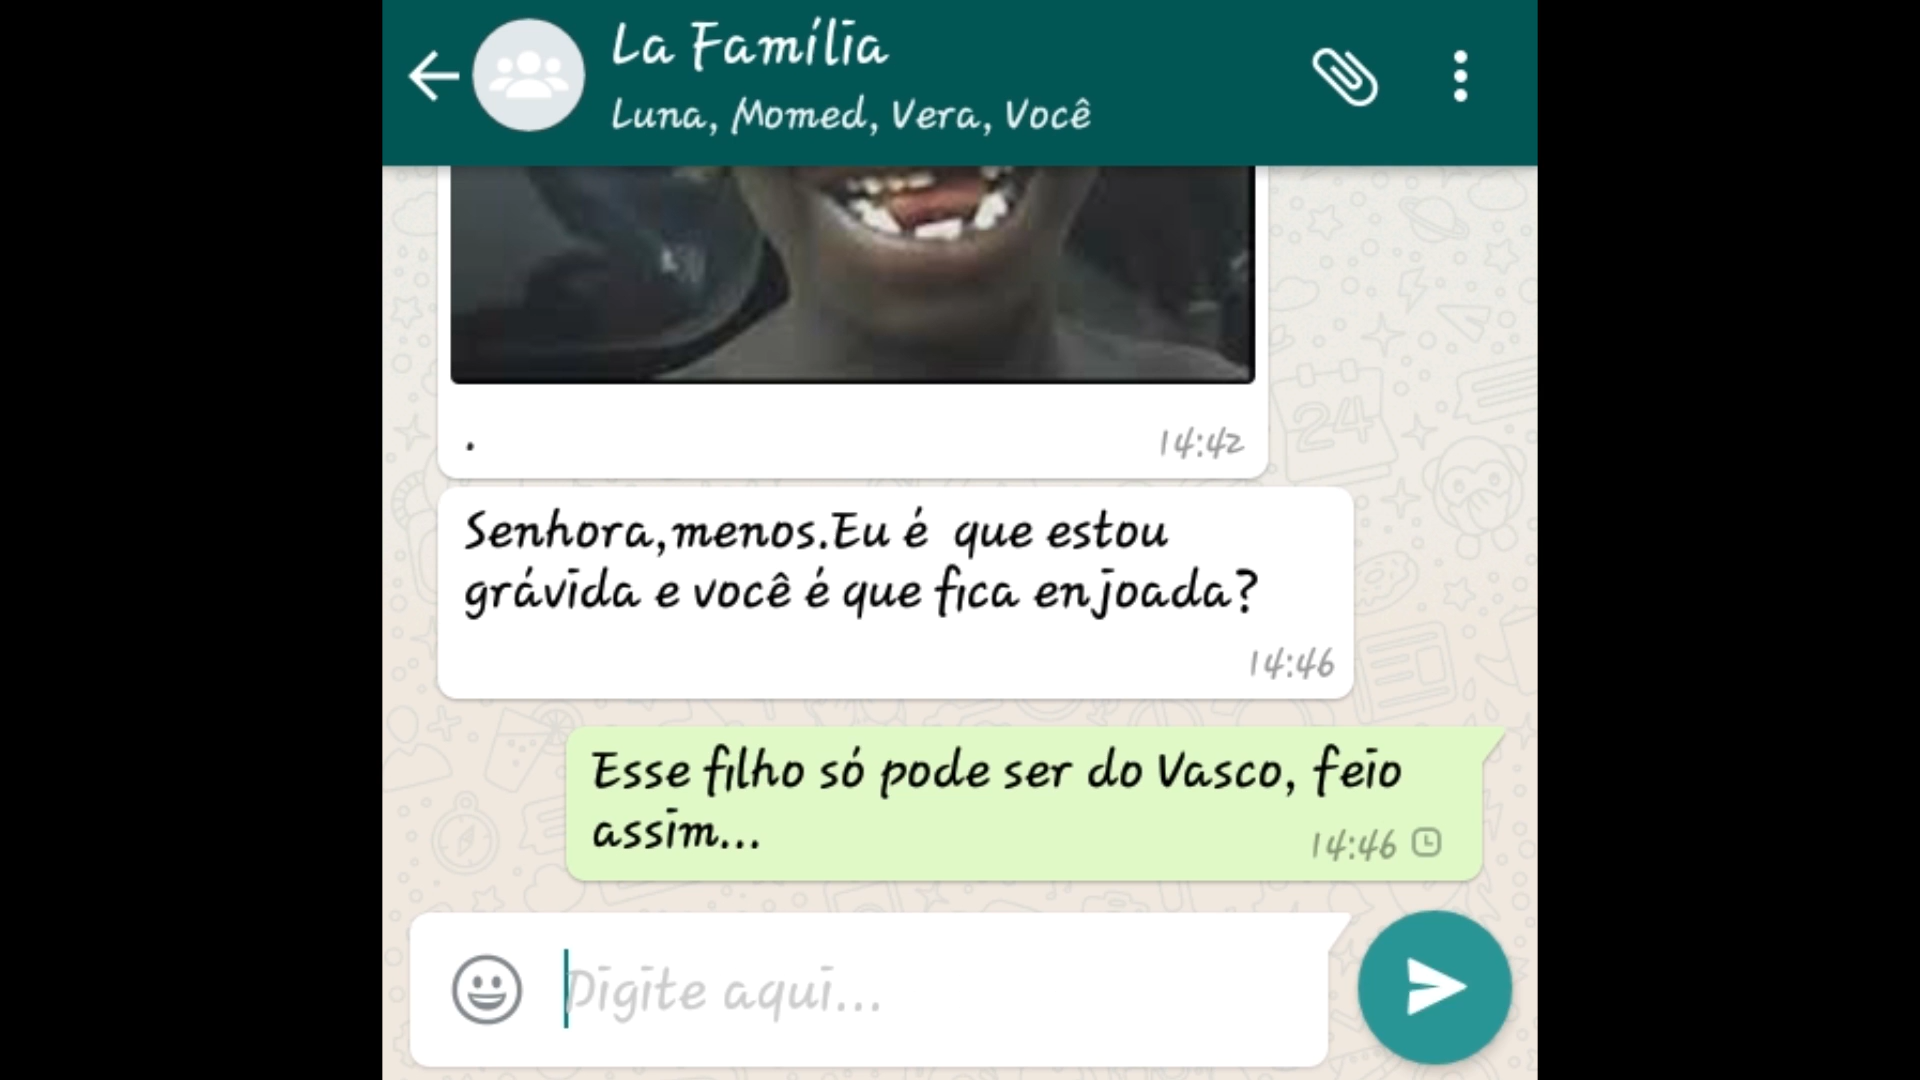 La Família
Luna, Momed, Vera, Você
.
14:42
Senhora,menos.Eu é que estou
grávida e você é que fica enjoada?
14:46
Esse filho só pode ser do Vasco, feio
assim...
14:46
Digite aqui...